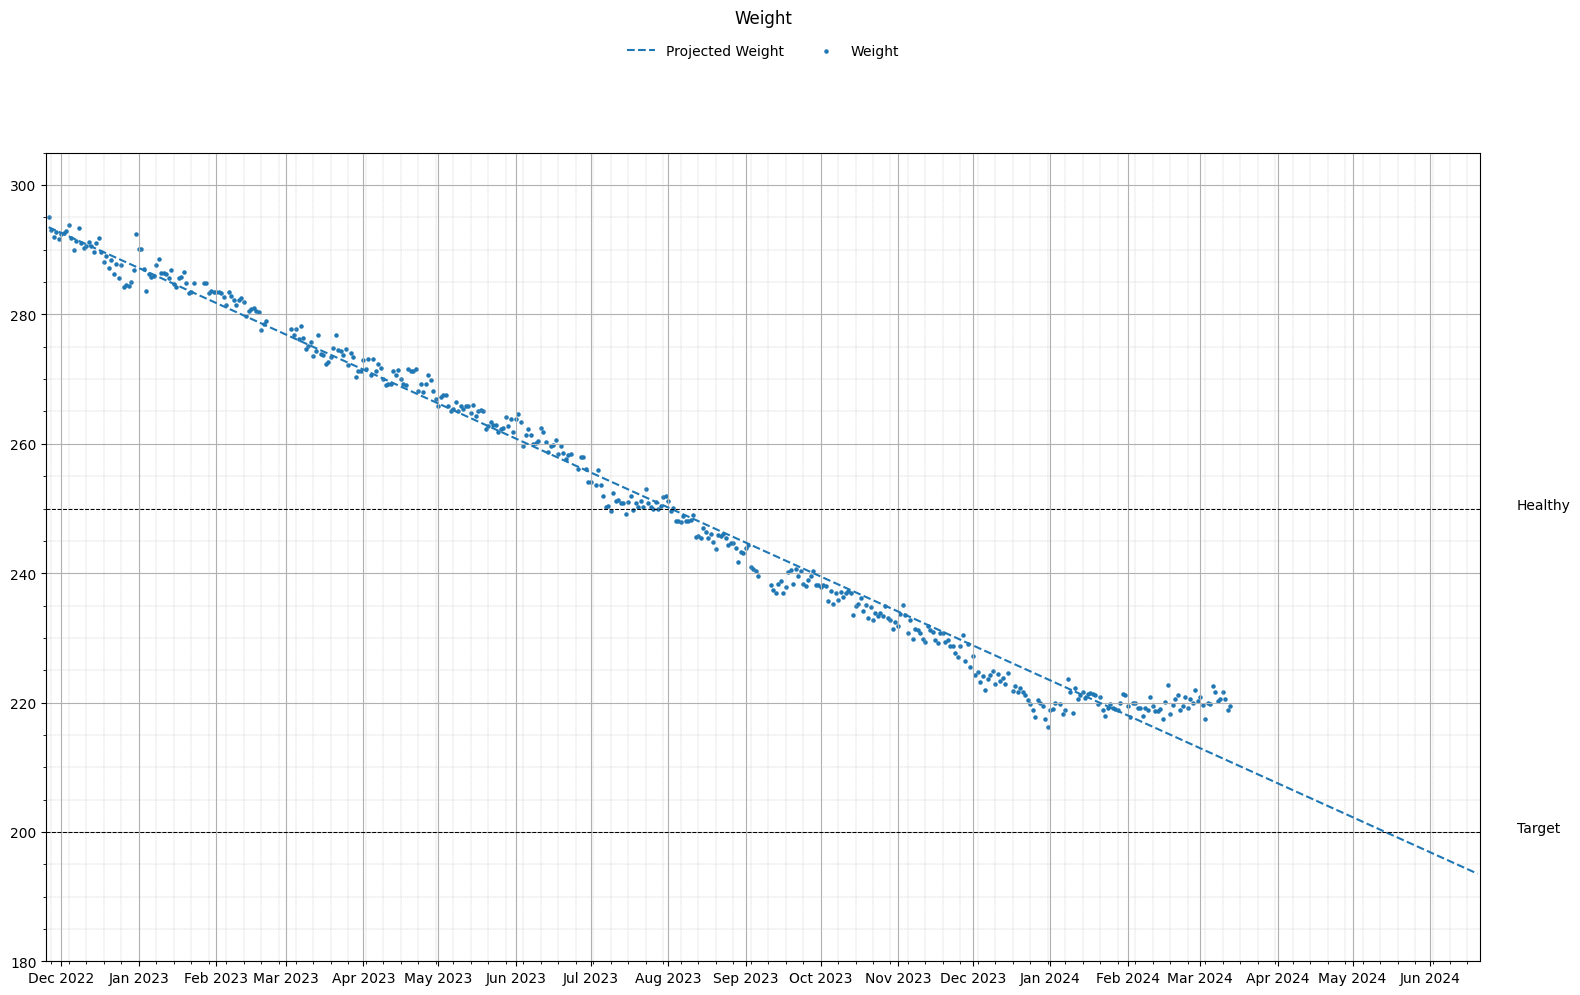 Weight
Projected Weight Weight
300
280
260
Healthy
240
220
Target
200
180
Dec 2022 Jan 2023 Feb 2023 Mar 2023 Apr 2023 May 2023 Jun 2023 Jul 2023 Aug 2023 Sep 2023 Oct 2023 Nov 2023 Dec 2023 Jan 2024 Feb 2024 Mar 2024 Apr 2024 May 2024 Jun 2024